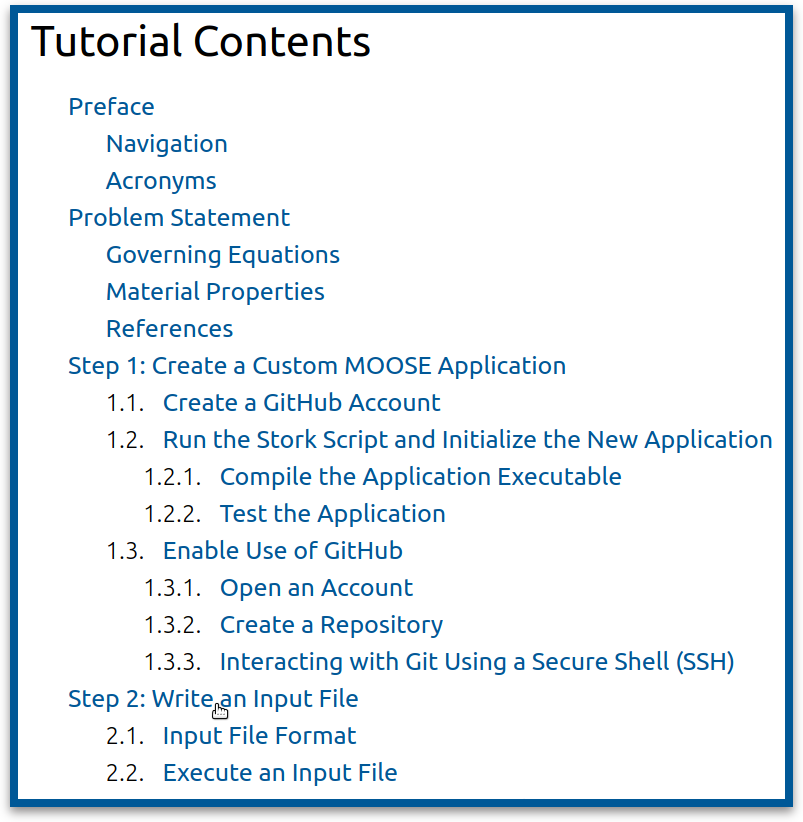 Tutorial Contents
Preface
Navigation
Acronyms
Problem Statement
Governing Equations
Material Properties
References
Step 1: Create a Custom MOOSE Application
1.1. Create a GitHub Account
1.2. Run the Stork Script and Initialize the New Application
1.2.1. Compile the Application Executable
1.2.2. Test the Application
1.3. Enable Use of GitHub
1.3.1. Open an Account
1.3.2. Create a Repository
1.3.3. Interacting with Git Using a Secure Shell (SSH)
Step 2: Write an Input File
2.1. Input File Format
2.2. Execute an Input File